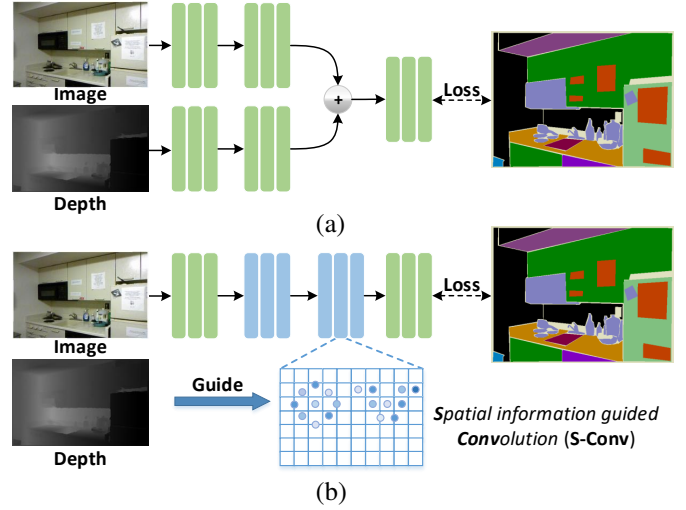 Image
+
Loss
Depth
(a)
Image
Loss
Guide
Depth
Spatial information guided
Convolution (S-Conv)
(b)